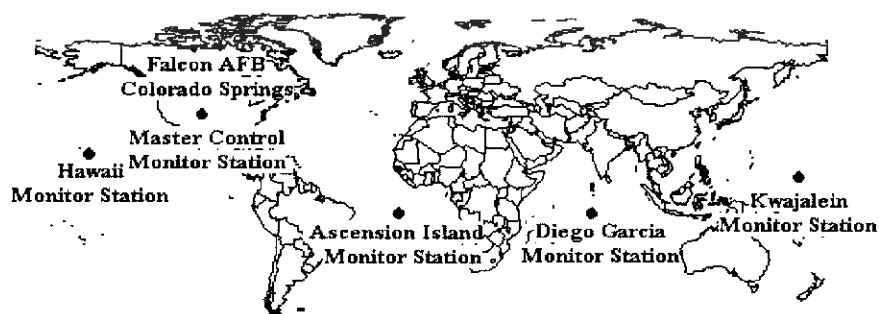 Falcon AFB
Colorado Springs
Master Control
Monitor Station
Hawaii
Monitor Station
Ascension Island
Monitor Station
Diego Garcia
Monitor Station
Kwajalein
Monitor Station